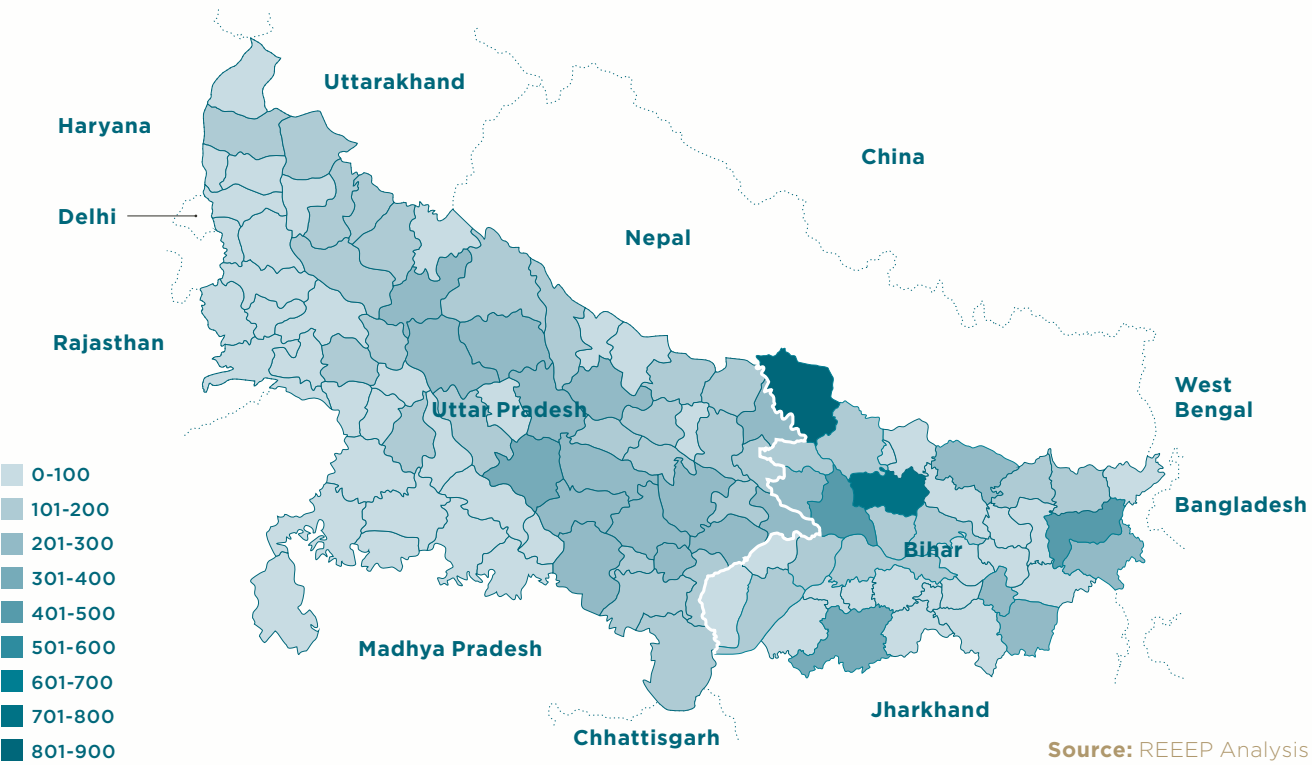 Uttarakhand
Haryana
China
Delhi
Nepal
Rajasthan
West
Bengal
Uttar Pradesh
Bangladesh
Bihar
Madhya Pradesh
Jharkhand
Chhattisgarh
0-100
101-200
201-300
301-400
401-500
501-600
601-700
701-800
801-900
Source: REEEP Analysis